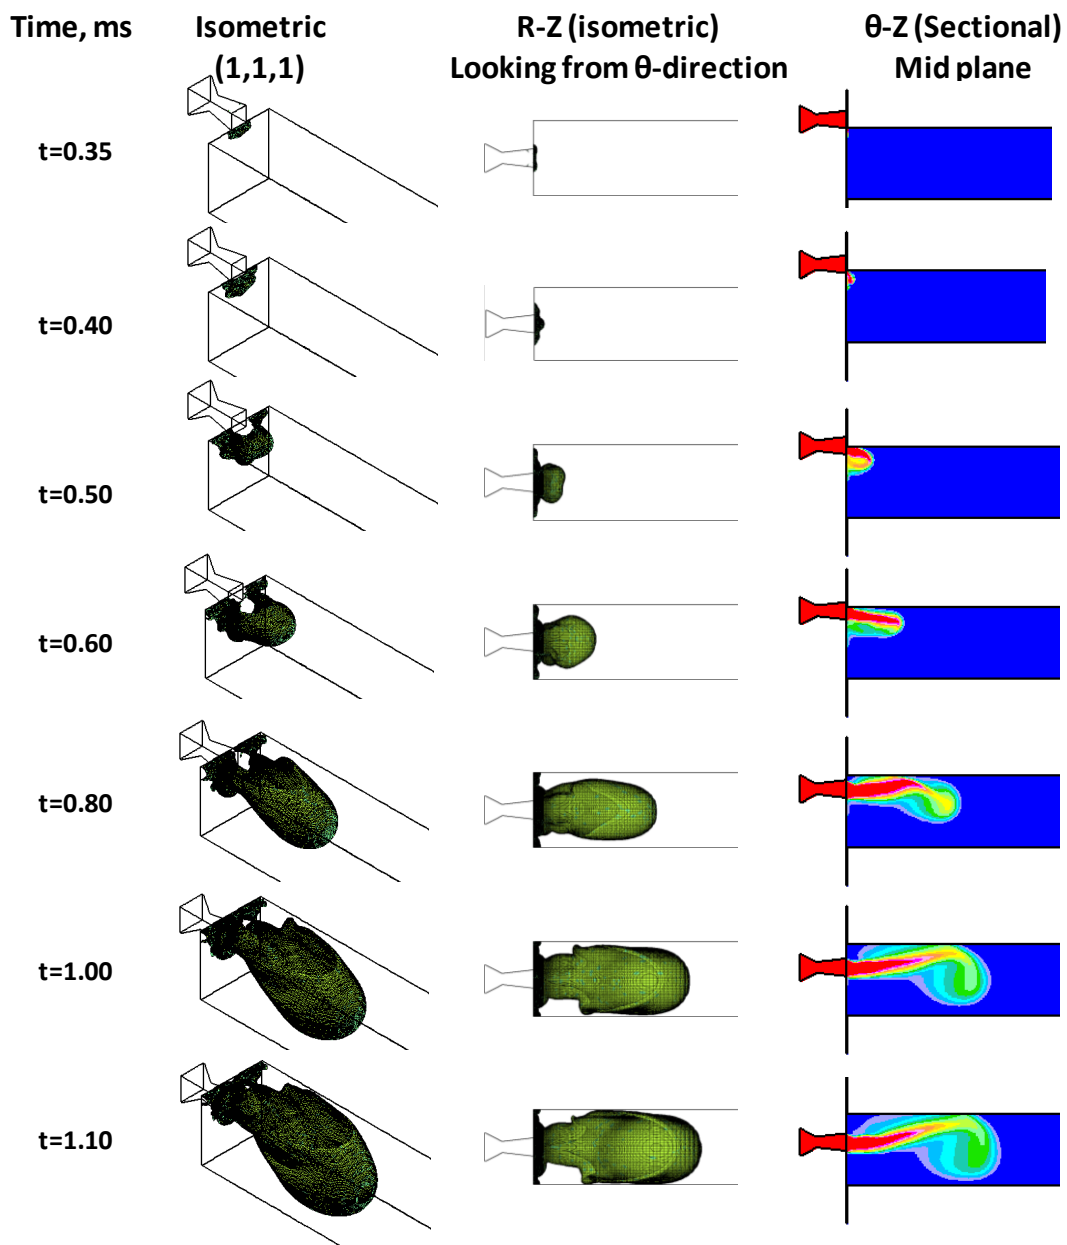 Time, ms Isometric R-Z (isometric) θ-Z (Sectional)
(1,1,1) Looking from θ-direction Mid plane
t=0.35
t=0.40
t=0.50
t=0.60
t=0.80
t=1.00
t=1.10